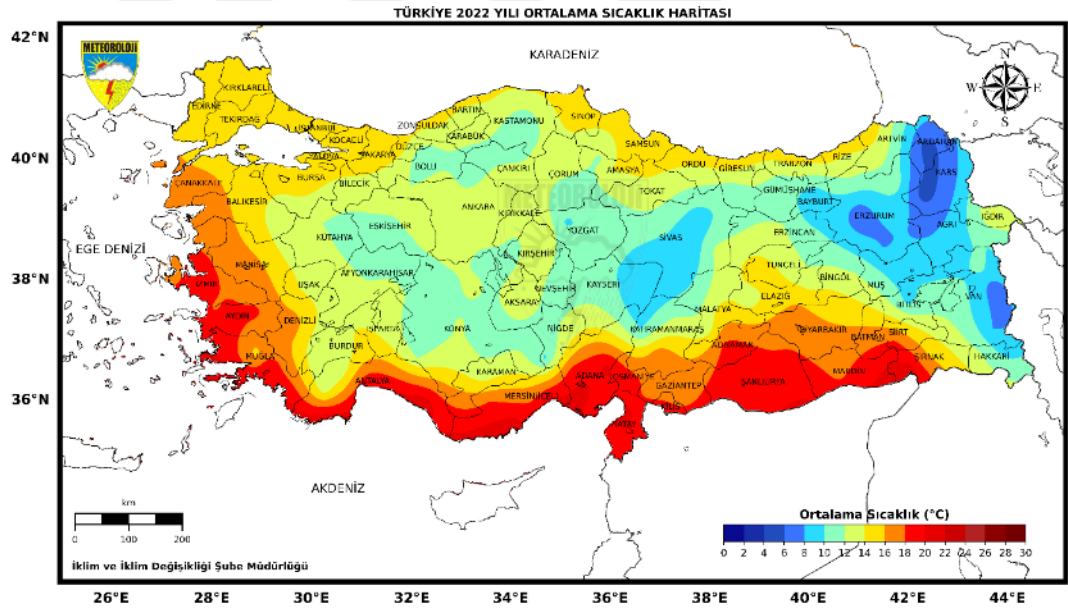 TÜRKİYE 2022 YILI ORTALAMA SICAKLIK HARİTASI
42°N
40°N
38°N
36°N
METEOROLOJİ
KARADENİZ
N
W E
S
KIRKLARELİ
EDİRNE
TEKİRDAĞ
İSTANBUL
KOCAELİ
YALOVA
SAKARYA
DÜZCE
ZONGULDAK
BARTIN
KARABÜK
KASTAMONU
SİNOP
BOLU
ÇANKIRI
ÇORUM
SAMSUN
AMASYA
ORDU
GİRESUN
TRABZON
RİZE
ARTVİN
ARDAHAN
KARS
ÇANAKKALE
BURSA
BİLECİK
TOKAT
GÜMÜŞHANE
BAYBURT
BALIKESİR
ANKARA
KIRIKKALE
ERZURUM
IĞDIR
AĞRI
EGE DENİZİ
KÜTAHYA
ESKİŞEHİR
YOZGAT
SİVAS
ERZİNCAN
MANİSA
KIRŞEHİR
TUNCELİ
İZMİR
UŞAK
AFYONKARAHİSAR
NEVŞEHİR
KAYSERİ
BİNGÖL
MUŞ
BİTLİS
VAN
AKSARAY
ELAZIĞ
MALATYA
AYDIN
DENİZLİ
ISPARTA
KONYA
NİĞDE
KAHRAMANMARAŞ
DİYARBAKIR
SİİRT
BATMAN
MUĞLA
BURDUR
ADIYAMAN
ŞIRNAK
HAKKARİ
ANTALYA
KARAMAN
ADANA
OSMANİYE
GAZİANTEP
ŞANLIURFA
MARDİN
MERSİN(İÇEL)
KİLİS
HATAY
METEOROLOJİ
AKDENİZ
km
0 100 200
İklim ve İklim Değişikliği Şube Müdürlüğü
Ortalama Sıcaklık (°C)
0 2 4 6 8 10 12 14 16 18 20 22 24 26 28 30
26°E 28°E 30°E 32°E 34°E 36°E 38°E 40°E 42°E 44°E